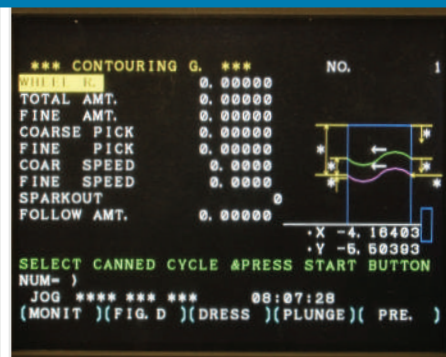 *** CONTOURING G. *** NO. 1
WHEEL R. 0.00000
TOTAL AMT. 0.00000
FINE AMT. 0.00000
COARSE PICK 0.00000
FINE PICK 0.00000
COAR SPEED 0.0000
FINE SPEED 0.0000
SPARKOUT 0
FOLLOW AMT. 0.00000
* * * * *
·X -4.16403
·Y -5.50393
SELECT CANNED CYCLE &PRESS START BUTTON
NUM= )
JOG **** *** *** 08:07:28
(MONIT )(FIG.D )(DRESS )(PLUNGE)( PRE. )